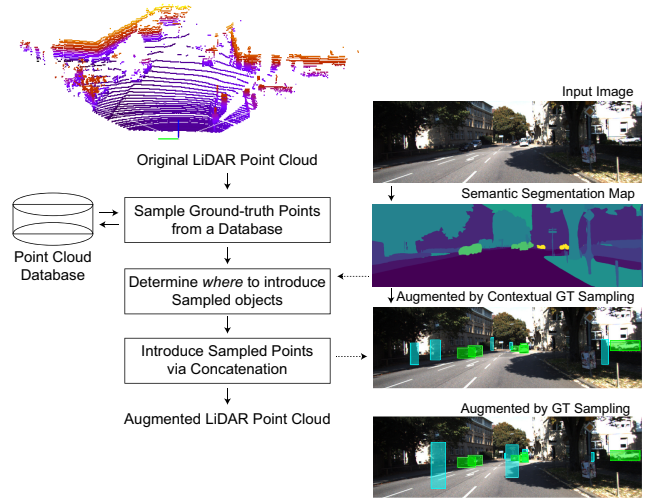 Original LiDAR Point Cloud
Sample Ground-truth Points
from a Database
Point Cloud
Database
Determine where to introduce
Sampled objects
Introduce Sampled Points
via Concatenation
Augmented LiDAR Point Cloud
Input Image
Semantic Segmentation Map
Augmented by Contextual GT Sampling
Augmented by GT Sampling